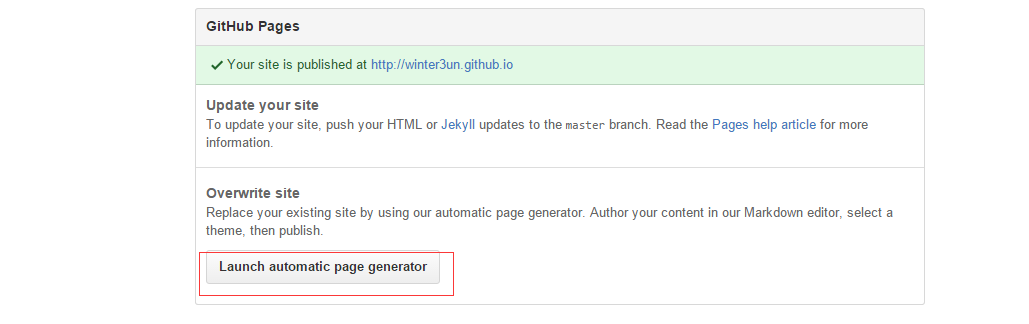 GitHub Pages
Your site is published at http://winter3un.github.io
Update your site
To update your site, push your HTML or Jekyll updates to the master branch. Read the Pages help article for more
information.
Overwrite site
Replace your existing site by using our automatic page generator. Author your content in our Markdown editor, select a
theme, then publish.
Launch automatic page generator